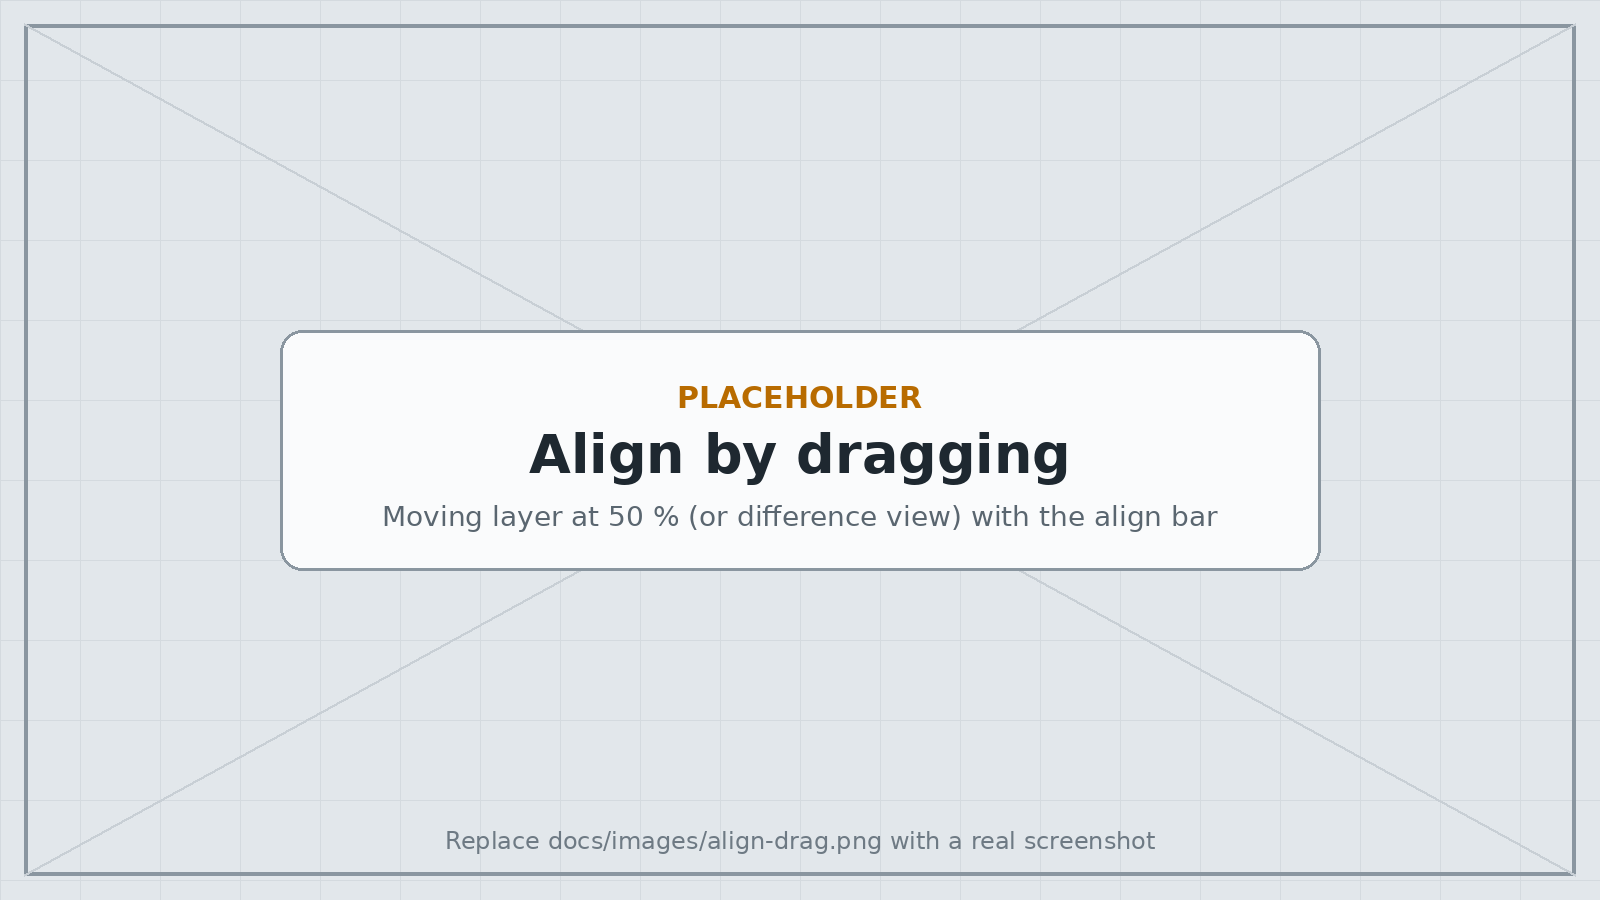 PLACEHOLDER
Align by dragging
Moving layer at 50 % (or difference view) with the align bar
Replace docs/images/align-drag.png with a real screenshot